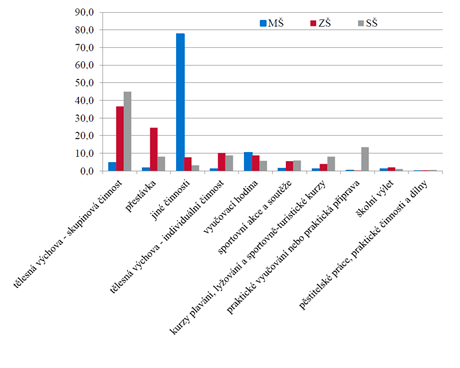 MŠ ZŠ SŠ
90,0
80,0
70,0
60,0
50,0
40,0
30,0
20,0
10,0
0,0
tělesná výchova - skupinová činnost
přestávka
jiné činnosti
tělesná výchova - individuální činnost
vyučovací hodina
sportovní akce a soutěže
kurzy plavání, lyžování a sportovně-turistické kurzy
praktické vyučování nebo praktická příprava
školní výlet
pěstitelské práce, praktické činnosti a dílny